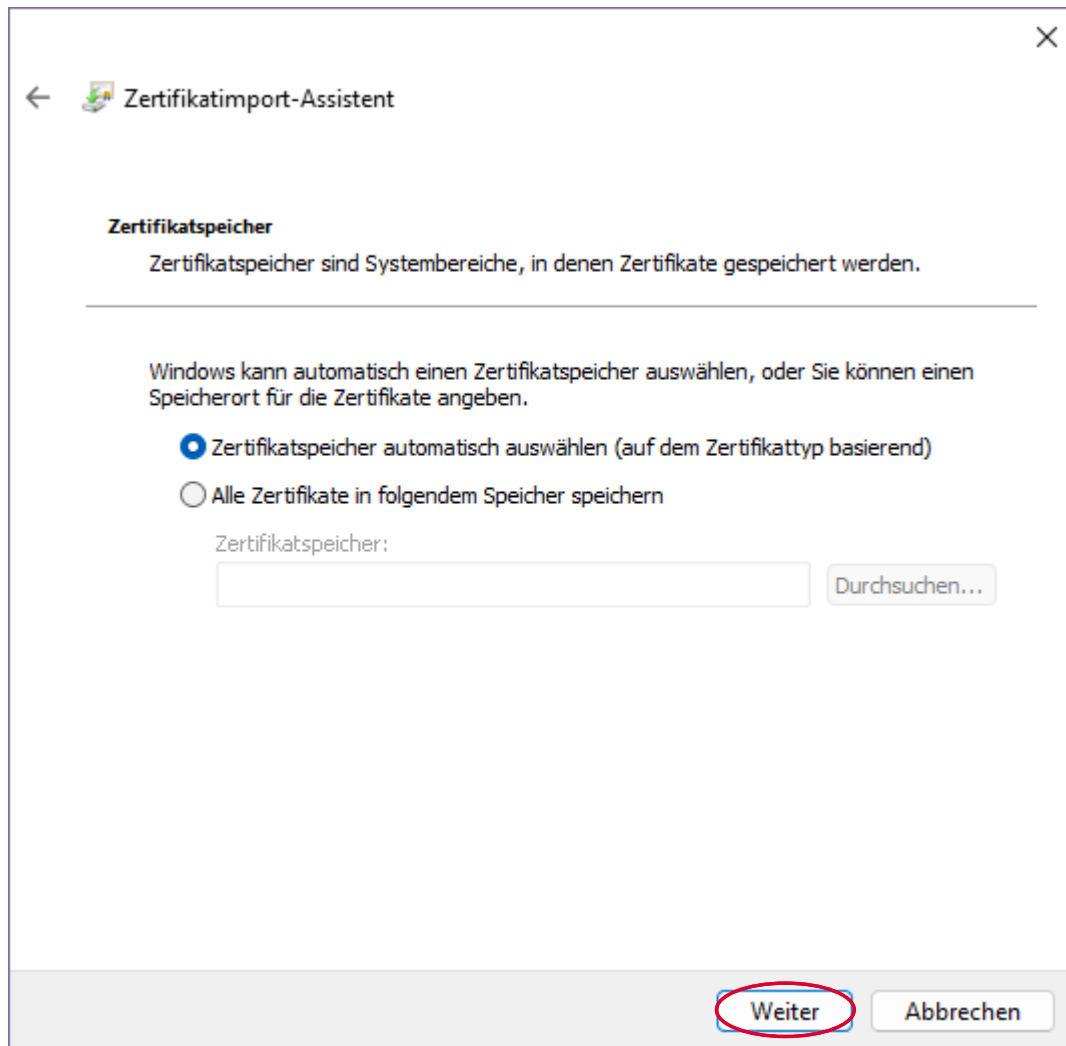 Zertifikatimport-Assistent
Zertifikatspeicher
Zertifikatspeicher sind Systembereiche, in denen Zertifikate gespeichert werden.
Windows kann automatisch einen Zertifikatspeicher auswählen, oder Sie können einen
Speicherort für die Zertifikate angeben.
Zertifikatspeicher automatisch auswählen (auf dem Zertifikattyp basierend)
Alle Zertifikate in folgendem Speicher speichern
Zertifikatspeicher:
Durchsuchen...
Weiter Abbrechen